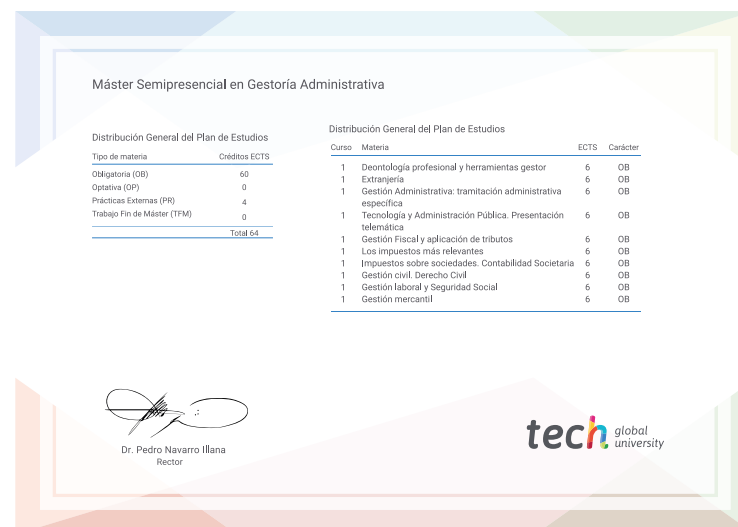 Máster Semipresencial en Gestoría Administrativa
Distribución General del Plan de Estudios
Tipo de materia Créditos ECTS
Obligatoria (OB) 60
Optativa (OP) 0
Prácticas Externas (PR) 4
Trabajo Fin de Máster (TFM) 0
Total 64
Distribución General del Plan de Estudios
Curso Materia ECTS Carácter
1 Deontología profesional y herramientas gestor 6 OB
1 Extranjería 6 OB
1 Gestión Administrativa: tramitación administrativa 6 OB
específica
1 Tecnología y Administración Pública. Presentación 6 OB
telemática
1 Gestión Fiscal y aplicación de tributos 6 OB
1 Los impuestos más relevantes 6 OB
1 Impuestos sobre sociedades. Contabilidad Societaria 6 OB
1 Gestión civil. Derecho Civil 6 OB
1 Gestión laboral y Seguridad Social 6 OB
1 Gestión mercantil 6 OB
Dr. Pedro Navarro Illana
Rector
tech global
university